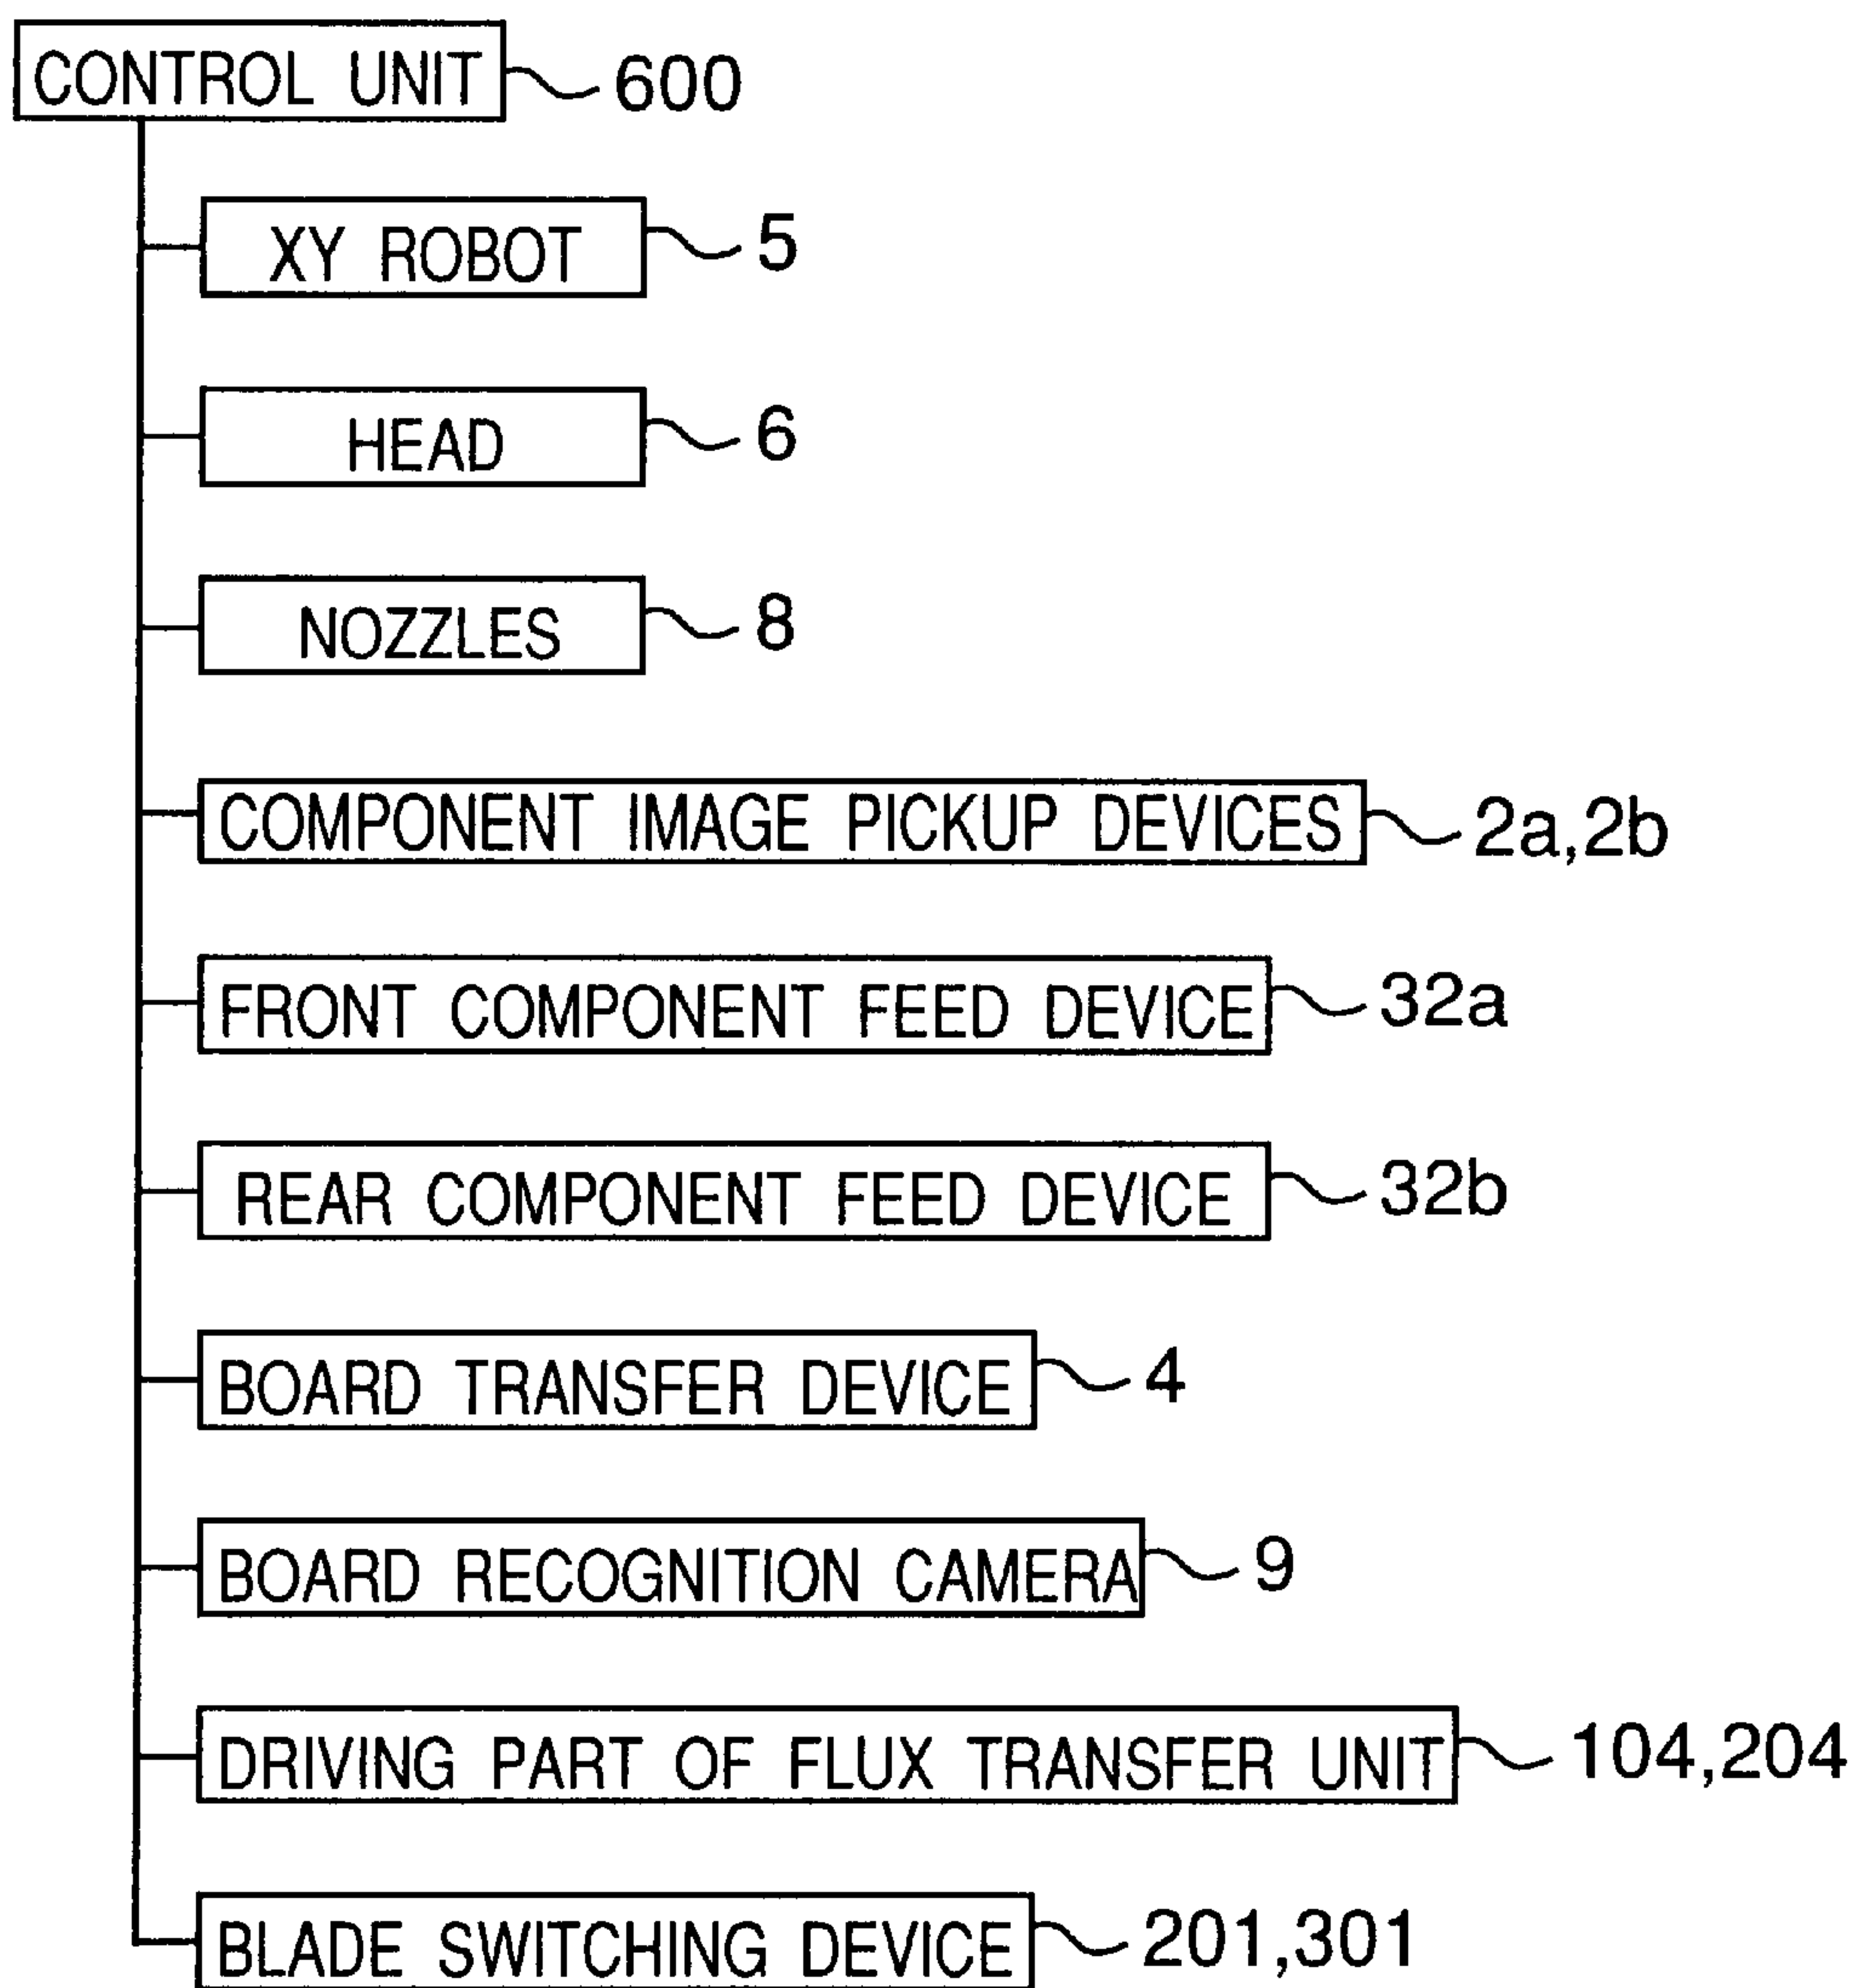 CONTROL UNIT 600
XY ROBOT 5
HEAD 6
NOZZLES 8
COMPONENT IMAGE PICKUP DEVICES 2a,2b
FRONT COMPONENT FEED DEVICE 32a
REAR COMPONENT FEED DEVICE 32b
BOARD TRANSFER DEVICE 4
BOARD RECOGNITION CAMERA 9
DRIVING PART OF FLUX TRANSFER UNIT 104,204
BLADE SWITCHING DEVICE 201,301